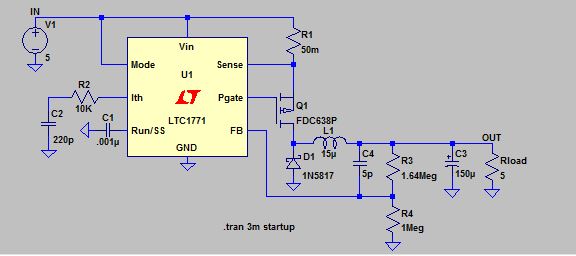 IN
V1
5
Vin
Mode
Sense
U1
Ith
Pgate
LTC1771
Run/SS
FB
GND
R1
50m
R2
10K
C2
220p
C1
.001µ
Q1
FDC638P
L1
15µ
D1
1N5817
C4
5p
R3
1.64Meg
C3
150µ
OUT
Rload
5
R4
1Meg
.tran 3m startup